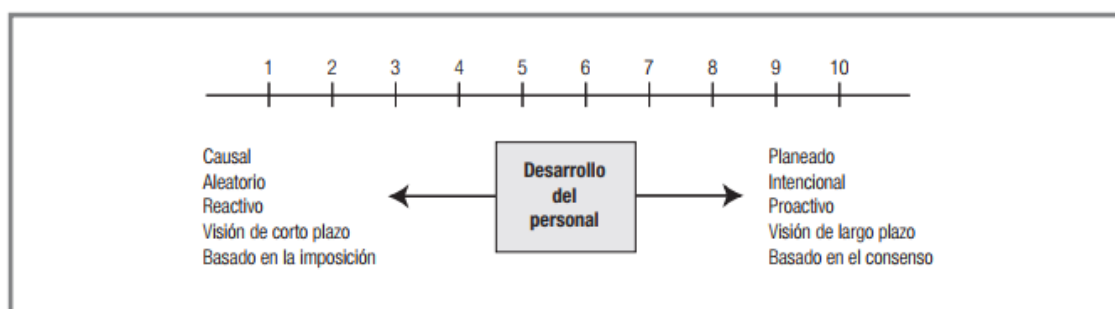 1 2 3 4 5 6 7 8 9 10
Causal
Aleatorio
Reactivo
Visión de corto plazo
Basado en la imposición
Desarrollo
del
personal
Planeado
Intencional
Proactivo
Visión de largo plazo
Basado en el consenso